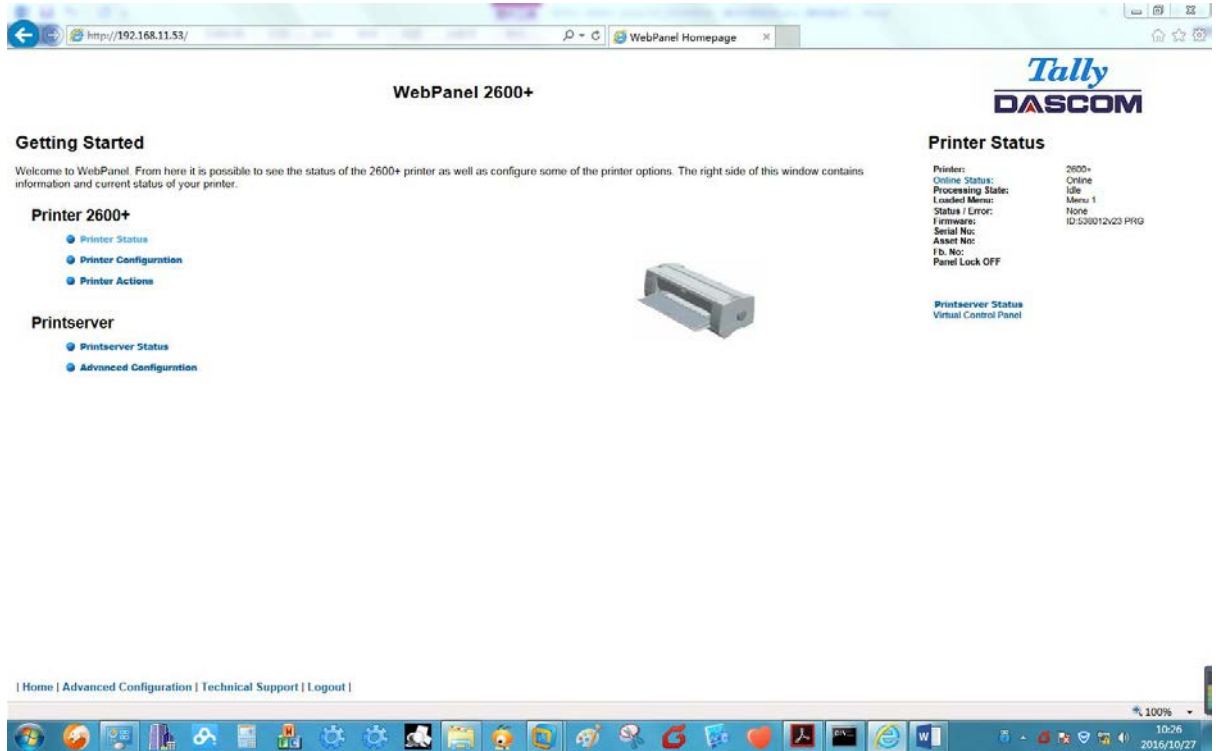 http://192.168.11.53/
WebPanel Homepage
WebPanel 2600+
Tally
DASCOM
Getting Started
Welcome to WebPanel. From here it is possible to see the status of the 2600+ printer as well as configure some of the printer options. The right side of this window contains
information and current status of your printer.
Printer 2600+
Printer Status
Printer Configuration
Printer Actions
Printserver
Printserver Status
Advanced Configuration
Printer Status
Printer: 2600+
Online Status: Online
Processing State: Idle
Loaded Menu: Menu 1
Status / Error: None
Firmware: ID:538012v23 PRG
Serial No:
Asset No:
Fb. No:
Panel Lock OFF
Printserver Status
Virtual Control Panel
| Home | Advanced Configuration | Technical Support | Logout |
100%
10:26
2016/10/27